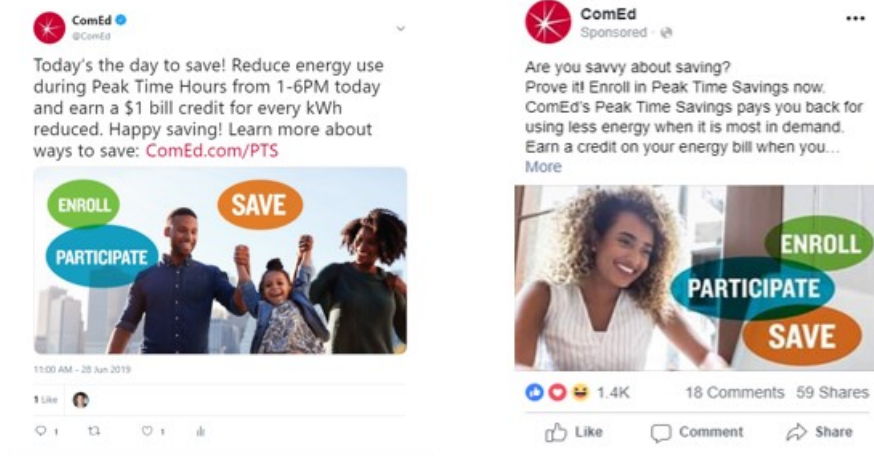 ComEd
@ComEd
Today's the day to save! Reduce energy use
during Peak Time Hours from 1-6PM today
and earn a $1 bill credit for every kWh
reduced. Happy saving! Learn more about
ways to save: ComEd.com/PTS
ENROLL
SAVE
PARTICIPATE
11:00 AM - 28 Jun 2019
1 Like
1
1
ComEd
Sponsored ·
Are you savvy about saving?
Prove it! Enroll in Peak Time Savings now.
ComEd's Peak Time Savings pays you back for
using less energy when it is most in demand.
Earn a credit on your energy bill when you...
More
ENROLL
PARTICIPATE
SAVE
1.4K 18 Comments 59 Shares
Like Comment Share